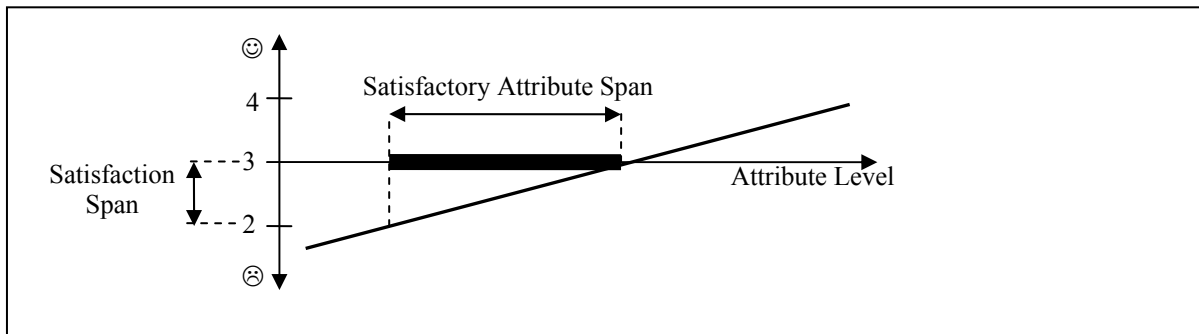 ☺
4
Satisfactory Attribute Span
Satisfaction
Span
3
Attribute Level
2
☹